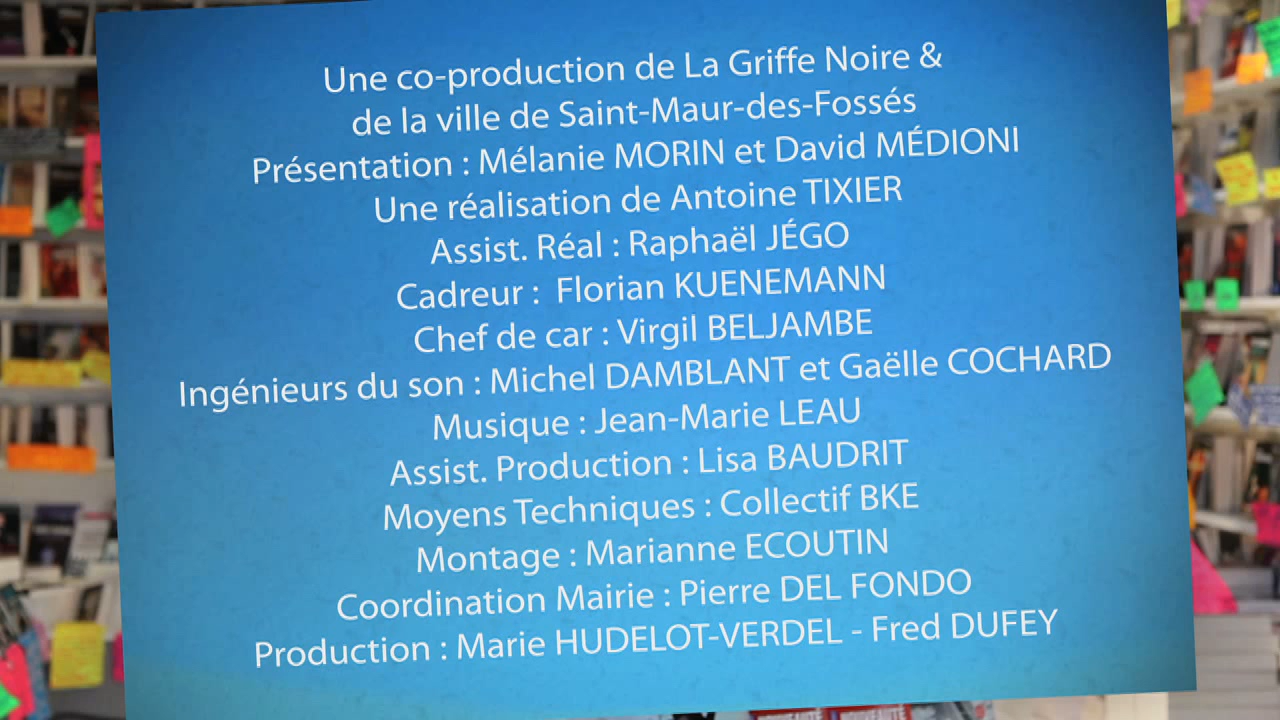 Une co-production de La Griffe Noire &
de la ville de Saint-Maur-des-Fossés
Présentation : Mélanie MORIN et David MÉDIONI
Une réalisation de Antoine TIXIER
Assist. Réal : Raphaël JÉGO
Cadreur :  Florian KUENEMANN
Chef de car : Virgil BELJAMBE
Ingénieurs du son : Michel DAMBLANT et Gaëlle COCHARD
Musique : Jean-Marie LEAU
Assist. Production : Lisa BAUDRIT
Moyens Techniques : Collectif BKE
Montage : Marianne ECOUTIN
Coordination Mairie : Pierre DEL FONDO
Production : Marie HUDELOT-VERDEL - Fred DUFEY